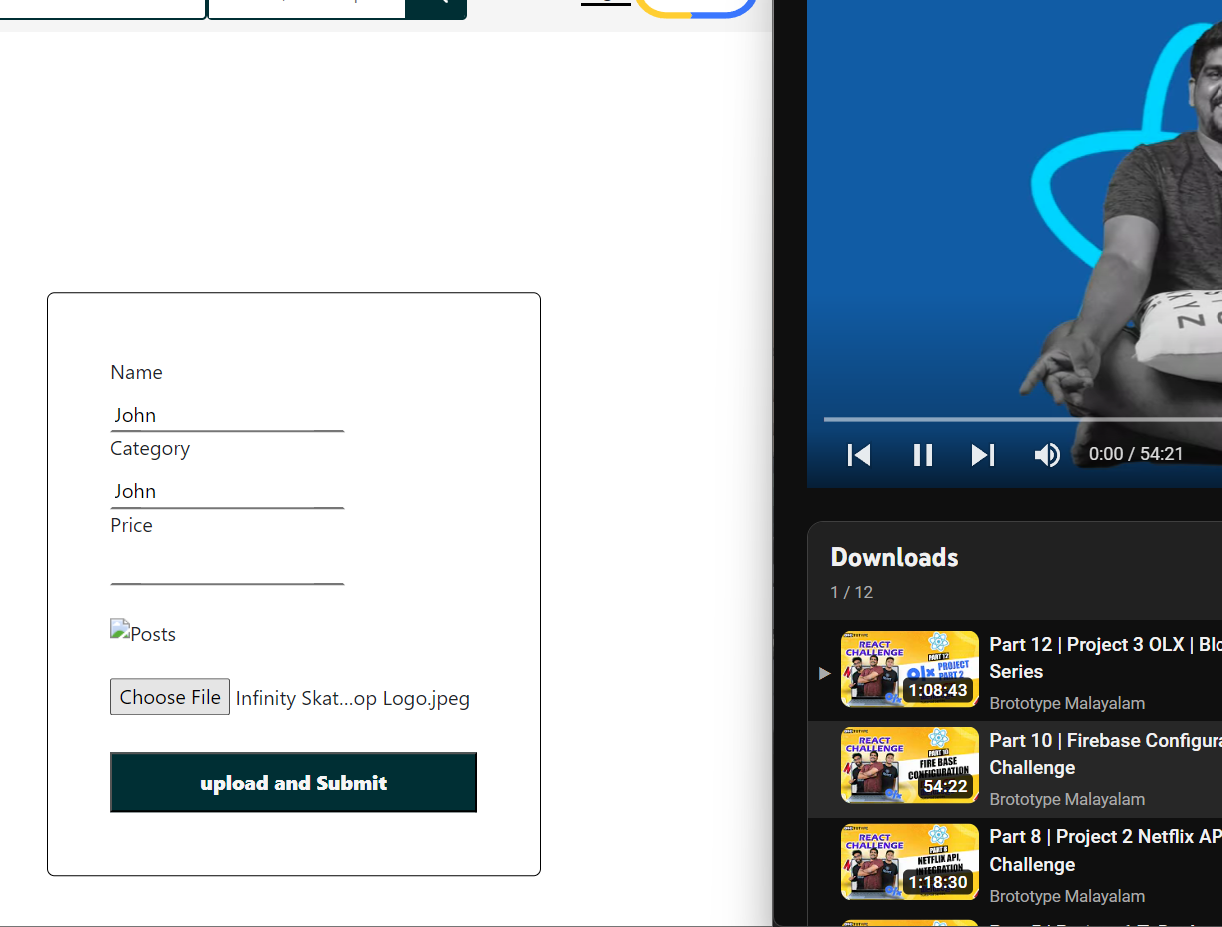 Name
John
Category
John
Price
Posts
Choose File Infinity Skat...op Logo.jpeg
upload and Submit
0:00 / 54:21
Downloads
1 / 12
REACT
CHALLENGE
PART 12
OLX PROJECT
PART 2
1:08:43
Part 12 | Project 3 OLX | Blo
Series
Brototype Malayalam
REACT
CHALLENGE
PART 10
FIRE BASE
CONFIGURATION
54:22
Part 10 | Firebase Configura
Challenge
Brototype Malayalam
REACT
CHALLENGE
PART 8
NETFLIX API,
1:18:30
Part 8 | Project 2 Netflix AP
Challenge
Brototype Malayalam